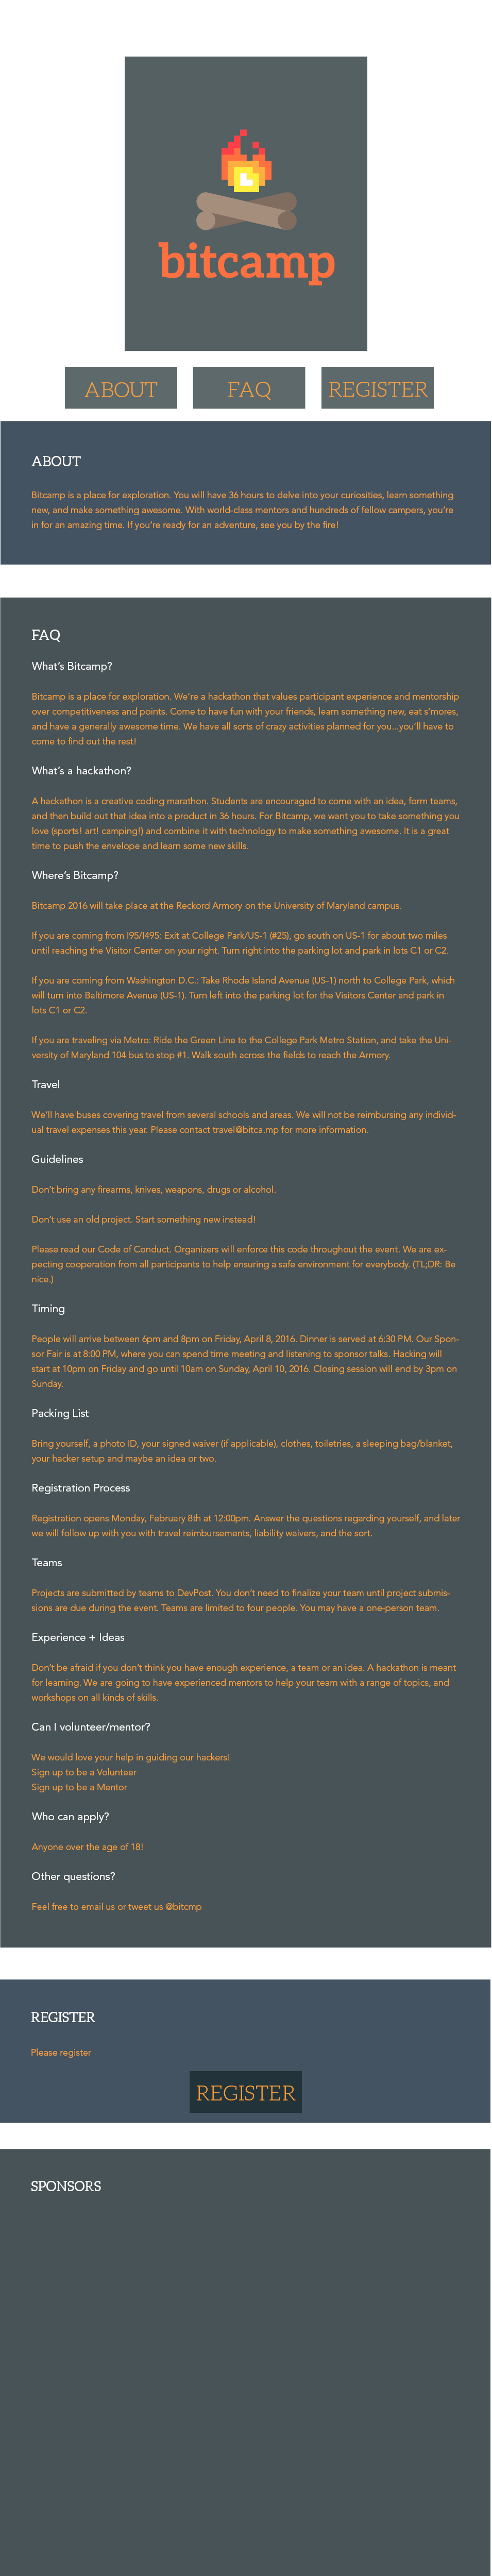 bitcamp
ABOUT
FAQ
REGISTER
ABOUT
Bitcamp is a place for exploration. You will have 36 hours to delve into your curiosities, learn something
new, and make something awesome. With world-class mentors and hundreds of fellow campers, you're
in for an amazing time. If you're ready for an adventure, see you by the fire!
FAQ
What's Bitcamp?
Bitcamp is a place for exploration. We're a hackathon that values participant experience and mentorship
over competitiveness and points. Come to have fun with your friends, learn something new, eat s'mores,
and have a generally awesome time. We have all sorts of crazy activities planned for you...you'll have to
come to find out the rest!
What's a hackathon?
A hackathon is a creative coding marathon. Students are encouraged to come with an idea, form teams,
and then build out that idea into a product in 36 hours. For Bitcamp, we want you to take something you
love (sports! art! camping!) and combine it with technology to make something awesome. It is a great
time to push the envelope and learn some new skills.
Where's Bitcamp?
Bitcamp 2016 will take place at the Reckord Armory on the University of Maryland campus.
If you are coming from I95/I495: Exit at College Park/US-1 (#25), go south on US-1 for about two miles
until reaching the Visitor Center on your right. Turn right into the parking lot and park in lots C1 or C2.
If you are coming from Washington D.C.: Take Rhode Island Avenue (US-1) north to College Park, which
will turn into Baltimore Avenue (US-1). Turn left into the parking lot for the Visitors Center and park in
lots C1 or C2.
If you are traveling via Metro: Ride the Green Line to the College Park Metro Station, and take the Uni-
versity of Maryland 104 bus to stop #1. Walk south across the fields to reach the Armory.
Travel
We'll have buses covering travel from several schools and areas. We will not be reimbursing any individ-
ual travel expenses this year. Please contact travel@bitca.mp for more information.
Guidelines
Don't bring any firearms, knives, weapons, drugs or alcohol.
Don't use an old project. Start something new instead!
Please read our Code of Conduct. Organizers will enforce this code throughout the event. We are ex-
pecting cooperation from all participants to help ensuring a safe environment for everybody. (TL;DR: Be
nice.)
Timing
People will arrive between 6pm and 8pm on Friday, April 8, 2016. Dinner is served at 6:30 PM. Our Spon-
sor Fair is at 8:00 PM, where you can spend time meeting and listening to sponsor talks. Hacking will
start at 10pm on Friday and go until 10am on Sunday, April 10, 2016. Closing session will end by 3pm on
Sunday.
Packing List
Bring yourself, a photo ID, your signed waiver (if applicable), clothes, toiletries, a sleeping bag/blanket,
your hacker setup and maybe an idea or two.
Registration Process
Registration opens Monday, February 8th at 12:00pm. Answer the questions regarding yourself, and later
we will follow up with you with travel reimbursements, liability waivers, and the sort.
Teams
Projects are submitted by teams to DevPost. You don't need to finalize your team until project submis-
sions are due during the event. Teams are limited to four people. You may have a one-person team.
Experience + Ideas
Don't be afraid if you don't think you have enough experience, a team or an idea. A hackathon is meant
for learning. We are going to have experienced mentors to help your team with a range of topics, and
workshops on all kinds of skills.
Can I volunteer/mentor?
We would love your help in guiding our hackers!
Sign up to be a Volunteer
Sign up to be a Mentor
Who can apply?
Anyone over the age of 18!
Other questions?
Feel free to email us or tweet us @bitcmp
REGISTER
Please register
REGISTER
SPONSORS